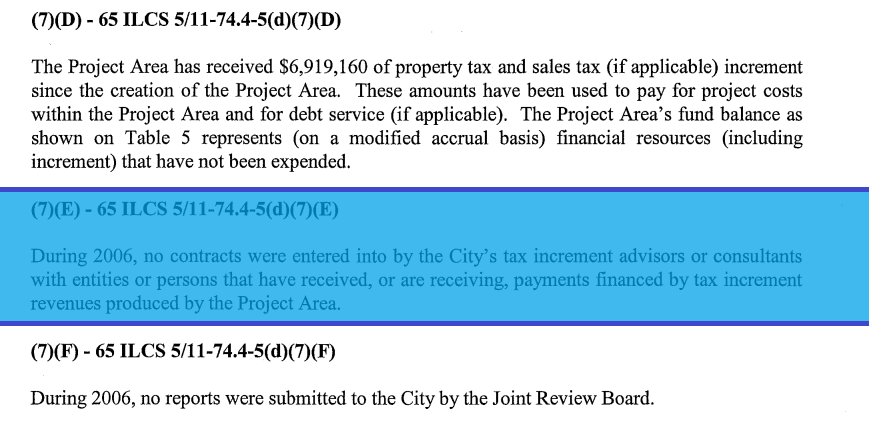 (7)(D) - 65 ILCS 5/11-74.4-5(d)(7)(D)
The Project Area has received $6,919,160 of property tax and sales tax (if applicable) increment
since the creation of the Project Area. These amounts have been used to pay for project costs
within the Project Area and for debt service (if applicable). The Project Area's fund balance as
shown on Table 5 represents (on a modified accrual basis) financial resources (including
increment) that have not been expended.
(7)(E) - 65 ILCS 5/11-74.4-5(d)(7)(E)
During 2006, no contracts were entered into by the City's tax increment advisors or consultants
with entities or persons that have received, or are receiving, payments financed by tax increment
revenues produced by the Project Area.
(7)(F) - 65 ILCS 5/11-74.4-5(d)(7)(F)
During 2006, no reports were submitted to the City by the Joint Review Board.